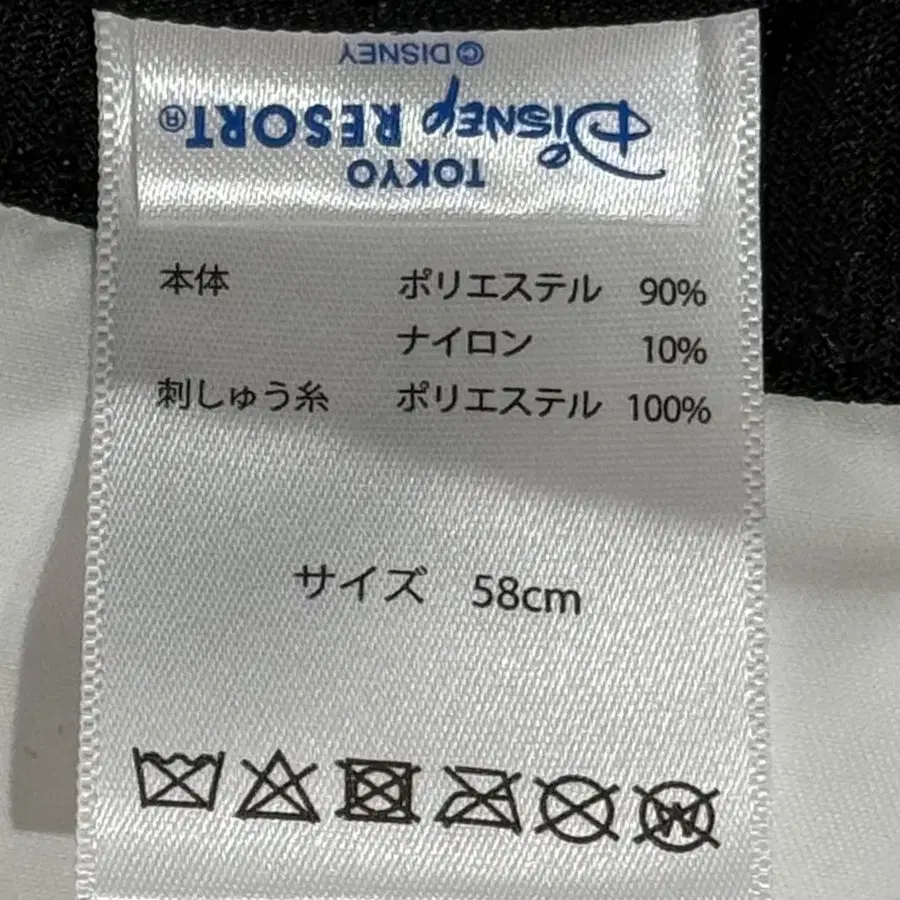 TOKYO
Disney RESORT®
© DISNEY
本体 ポリエステル 90%
ナイロン 10%
刺しゅう糸 ポリエステル 100%
サイズ 58cm
W